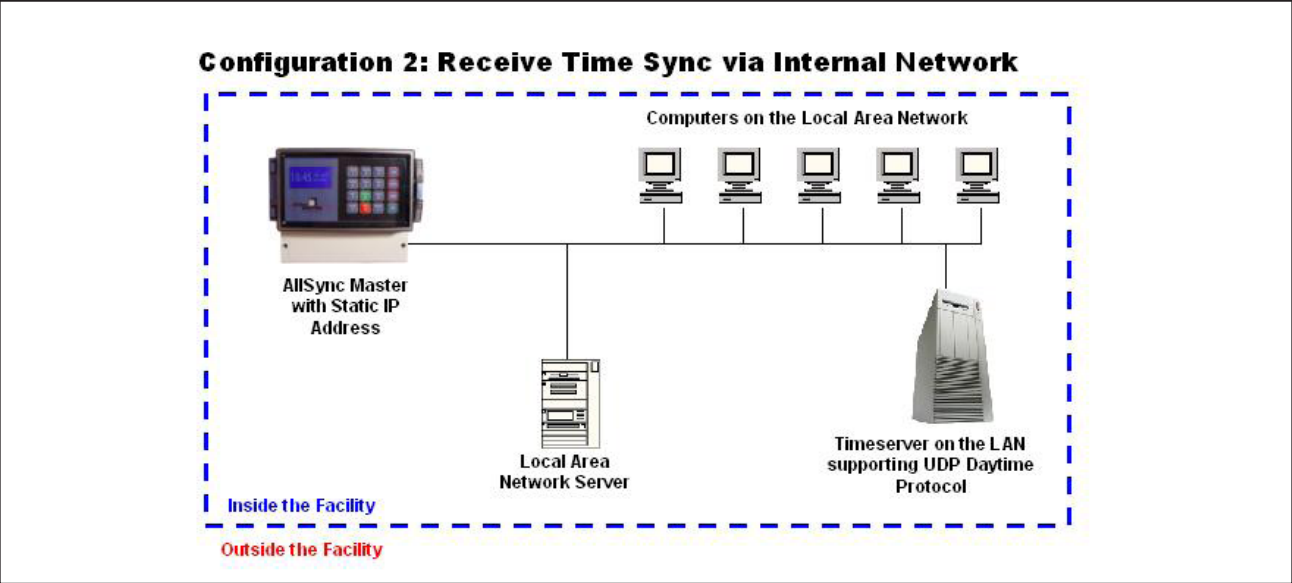 Configuration 2: Receive Time Sync via Internal Network
Computers on the Local Area Network
AllSync Master
with Static IP
Address
Local Area
Network Server
Timeserver on the LAN
supporting UDP Daytime
Protocol
Inside the Facility
Outside the Facility